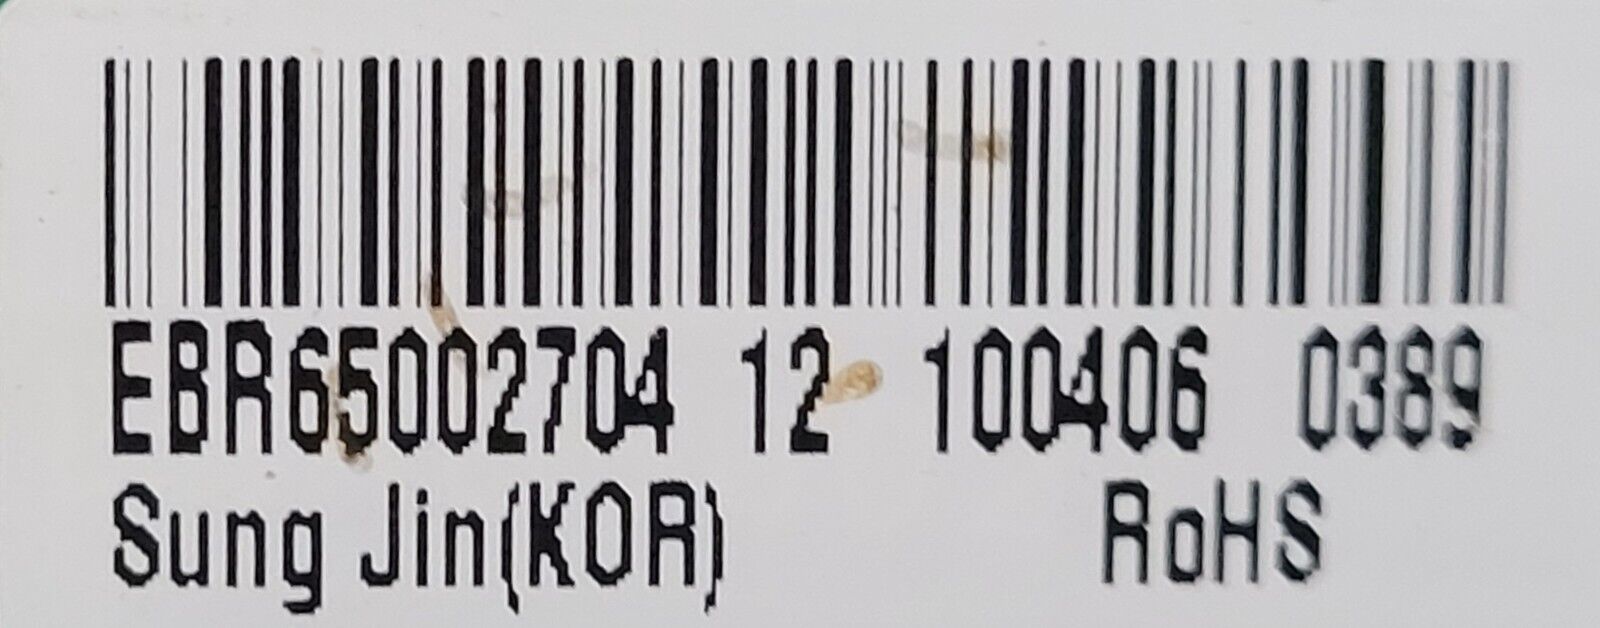 EBR65002704 12 100406 0389
Sung Jin(KOR) RoHS